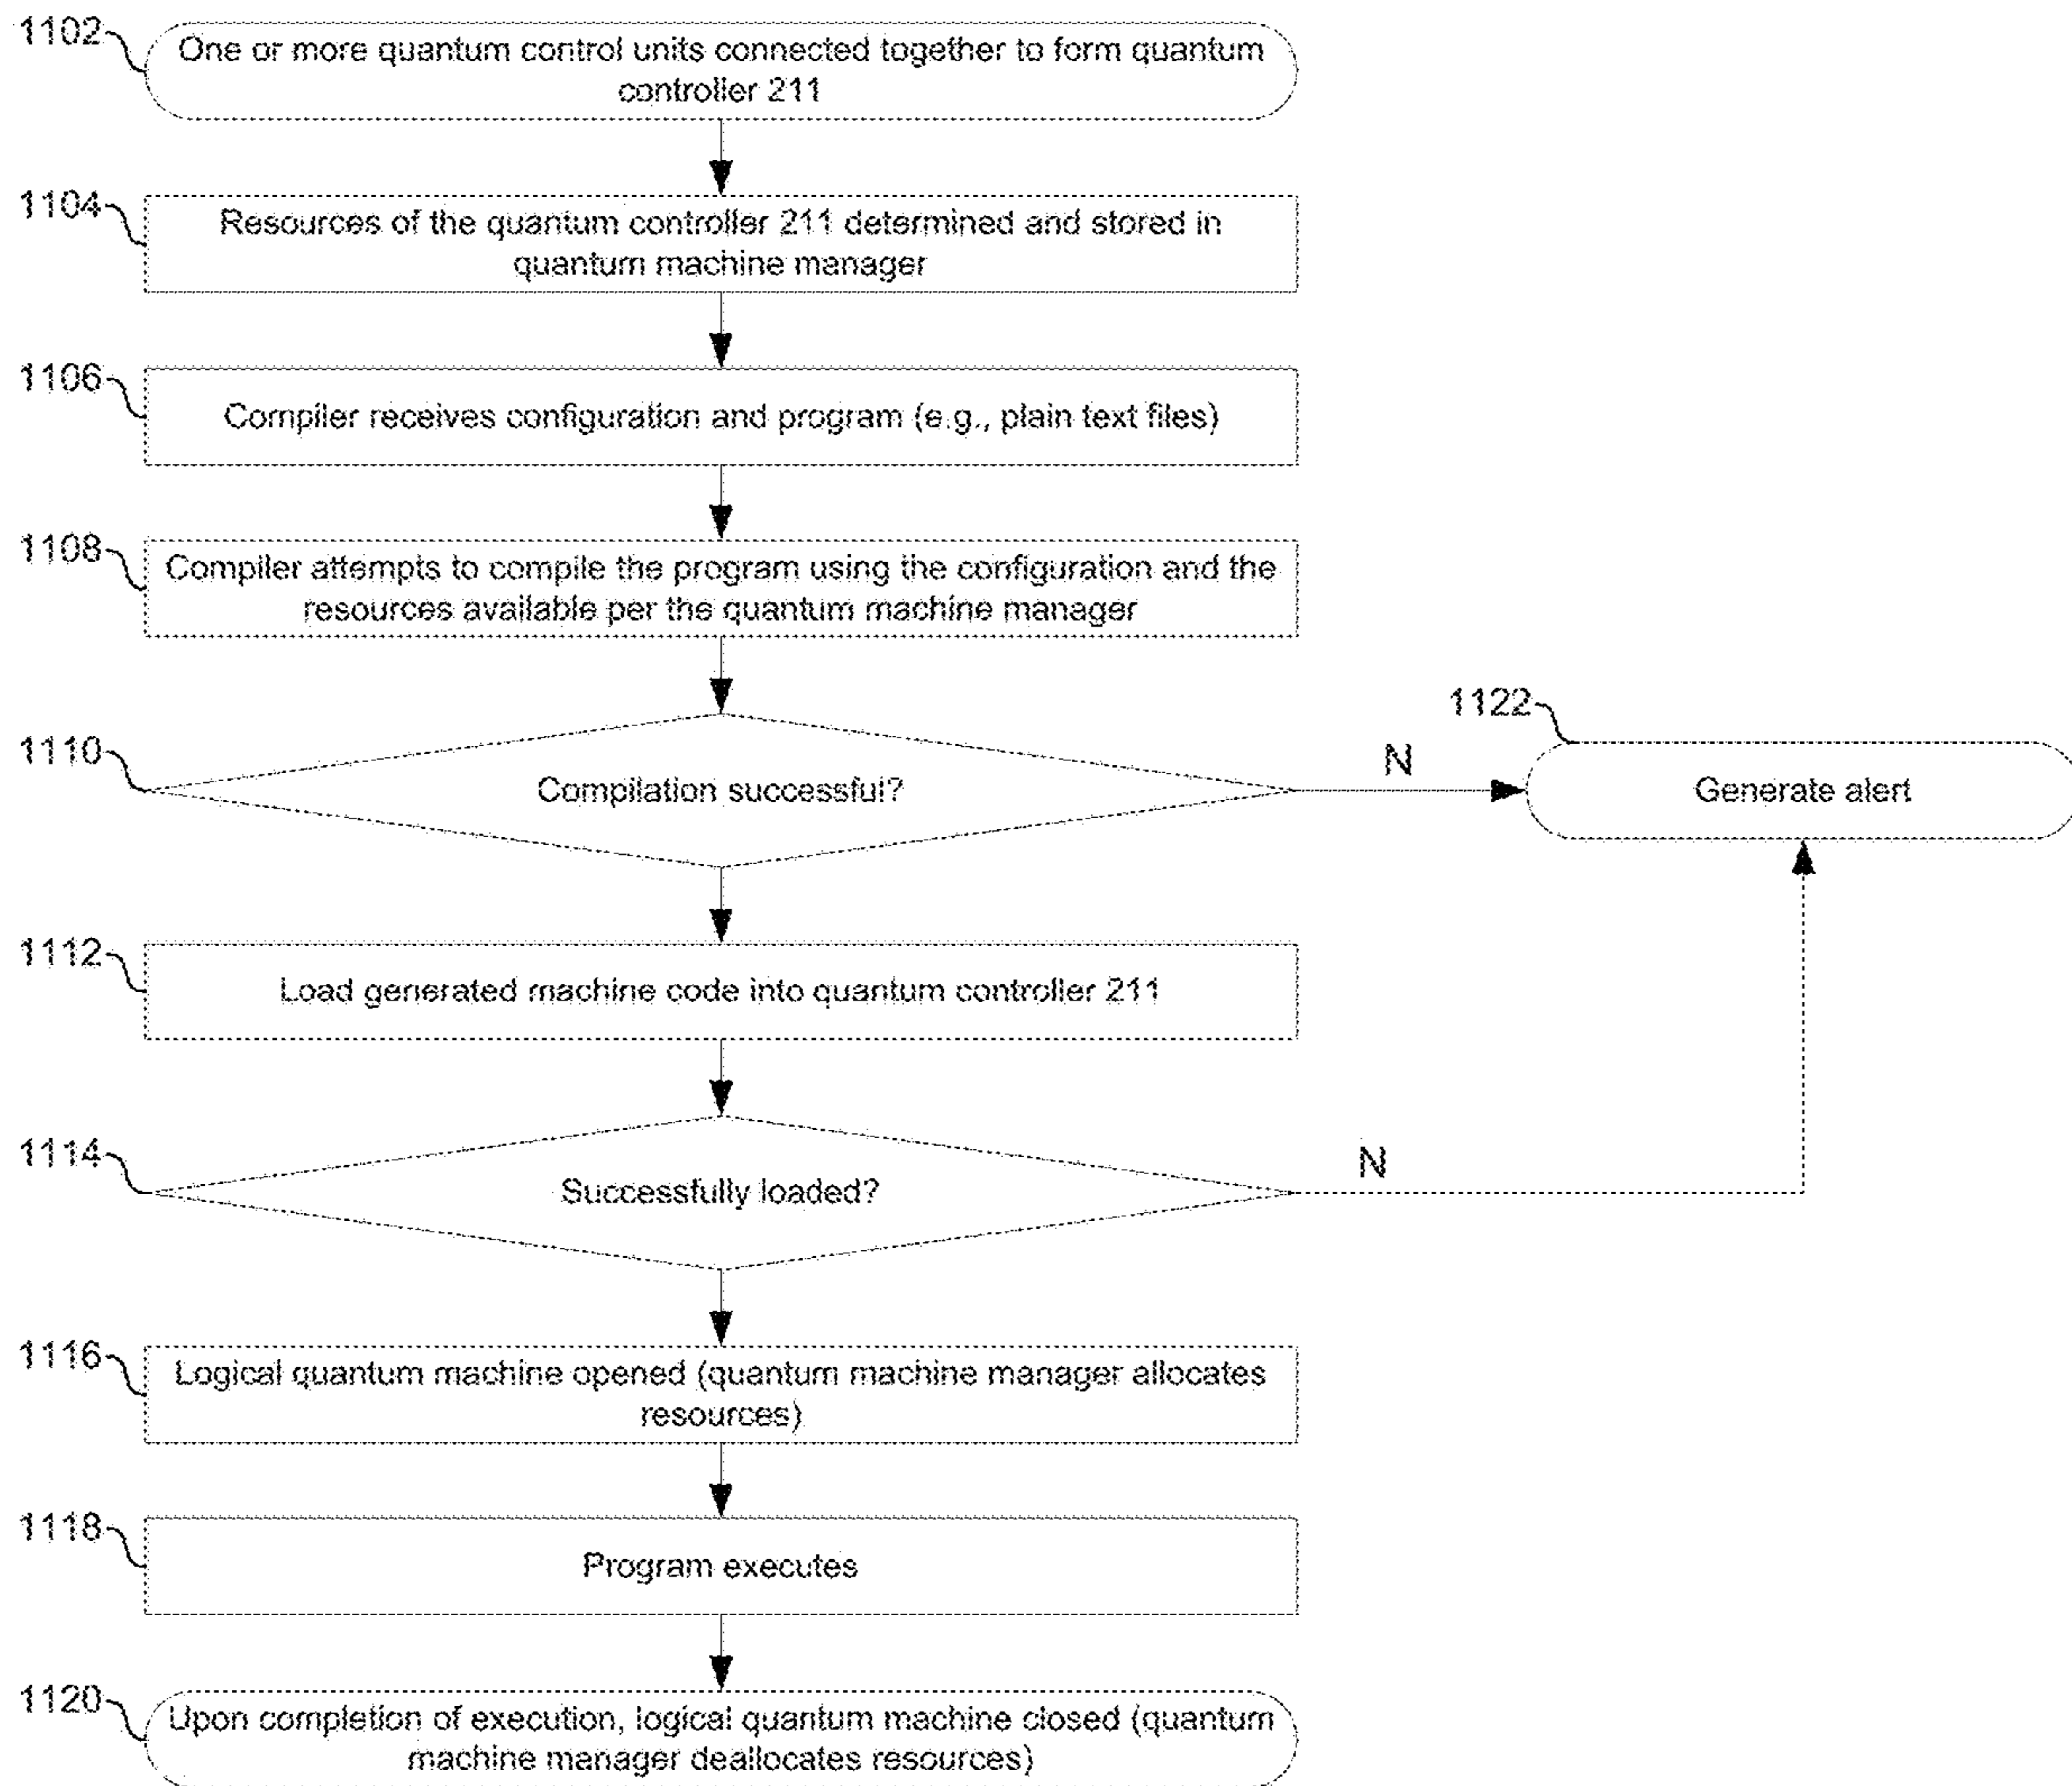 1102
One or more quantum control units connected together to form quantum
controller 211
1104
Resources of the quantum controller 211 determined and stored in
quantum machine manager
1106
Compiler receives configuration and program (e.g., plain text files)
1108
Compiler attempts to compile the program using the configuration and the
resources available per the quantum machine manager
1110
Compilation successful?
N
1122
Generate alert
1112
Load generated machine code into quantum controller 211
1114
Successfully loaded?
N
1116
Logical quantum machine opened (quantum machine manager allocates
resources)
1118
Program executes
1120
Upon completion of execution, logical quantum machine closed (quantum
machine manager deallocates resources)